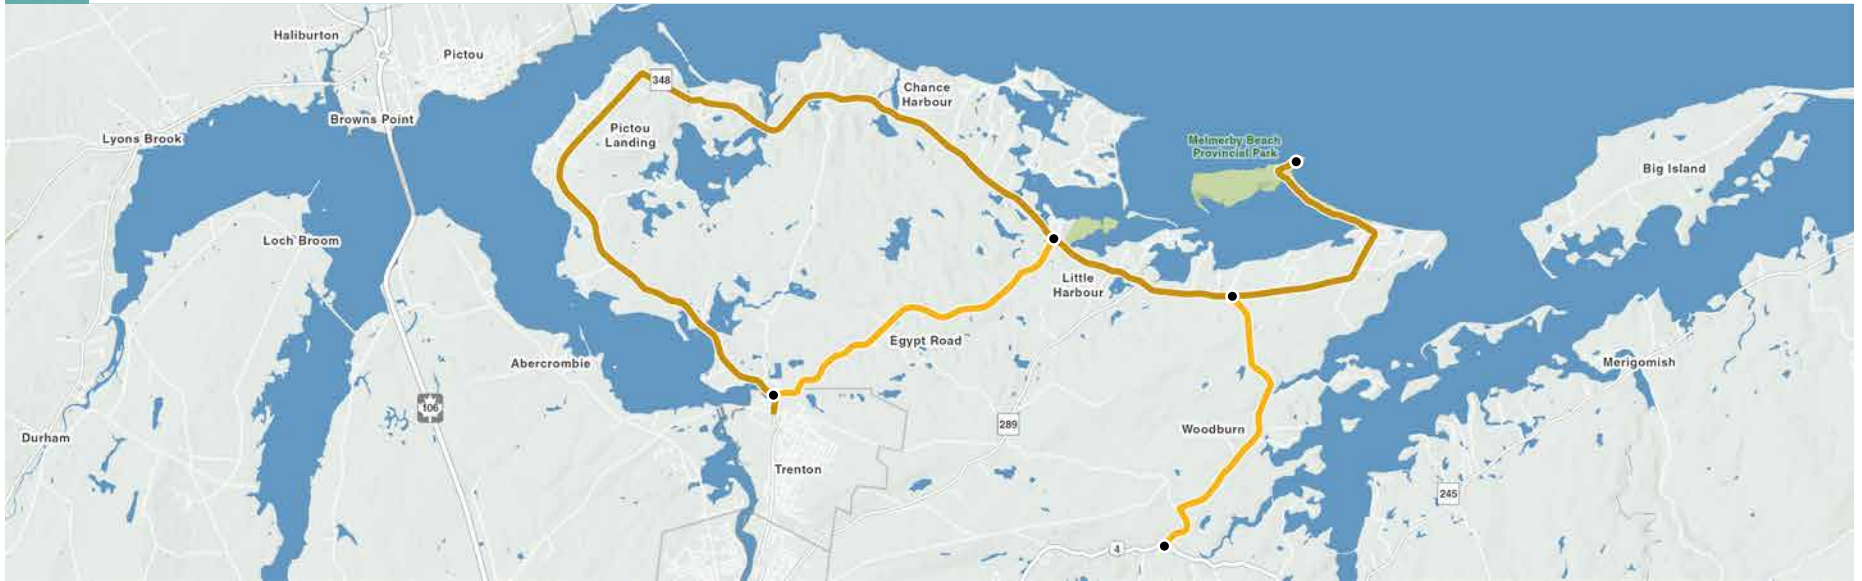 Haliburton
Pictou
348
Chance
Harbour
Browns Point
Pictou
Landing
Lyons Brook
Melmerby Beach
Provincial Park
Big Island
Loch Broom
Little
Harbour
Egypt Road
Abercrombie
Merigomish
106
289
Durham
Woodburn
Trenton
245
4